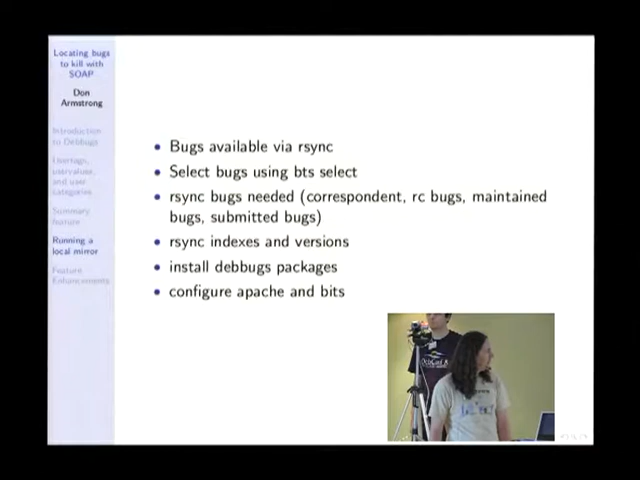 Locating bugs
to kill with
SOAP
Don
Armstrong
Introduction
to Debbugs
Usertags,
uservalues,
and user
categories
Summary
feature
Running a
local mirror
Feature
Enhancements
• Bugs available via rsync
• Select bugs using bts select
• rsync bugs needed (correspondent, rc bugs, maintained
bugs, submitted bugs)
• rsync indexes and versions
• install debbugs packages
• configure apache and bits